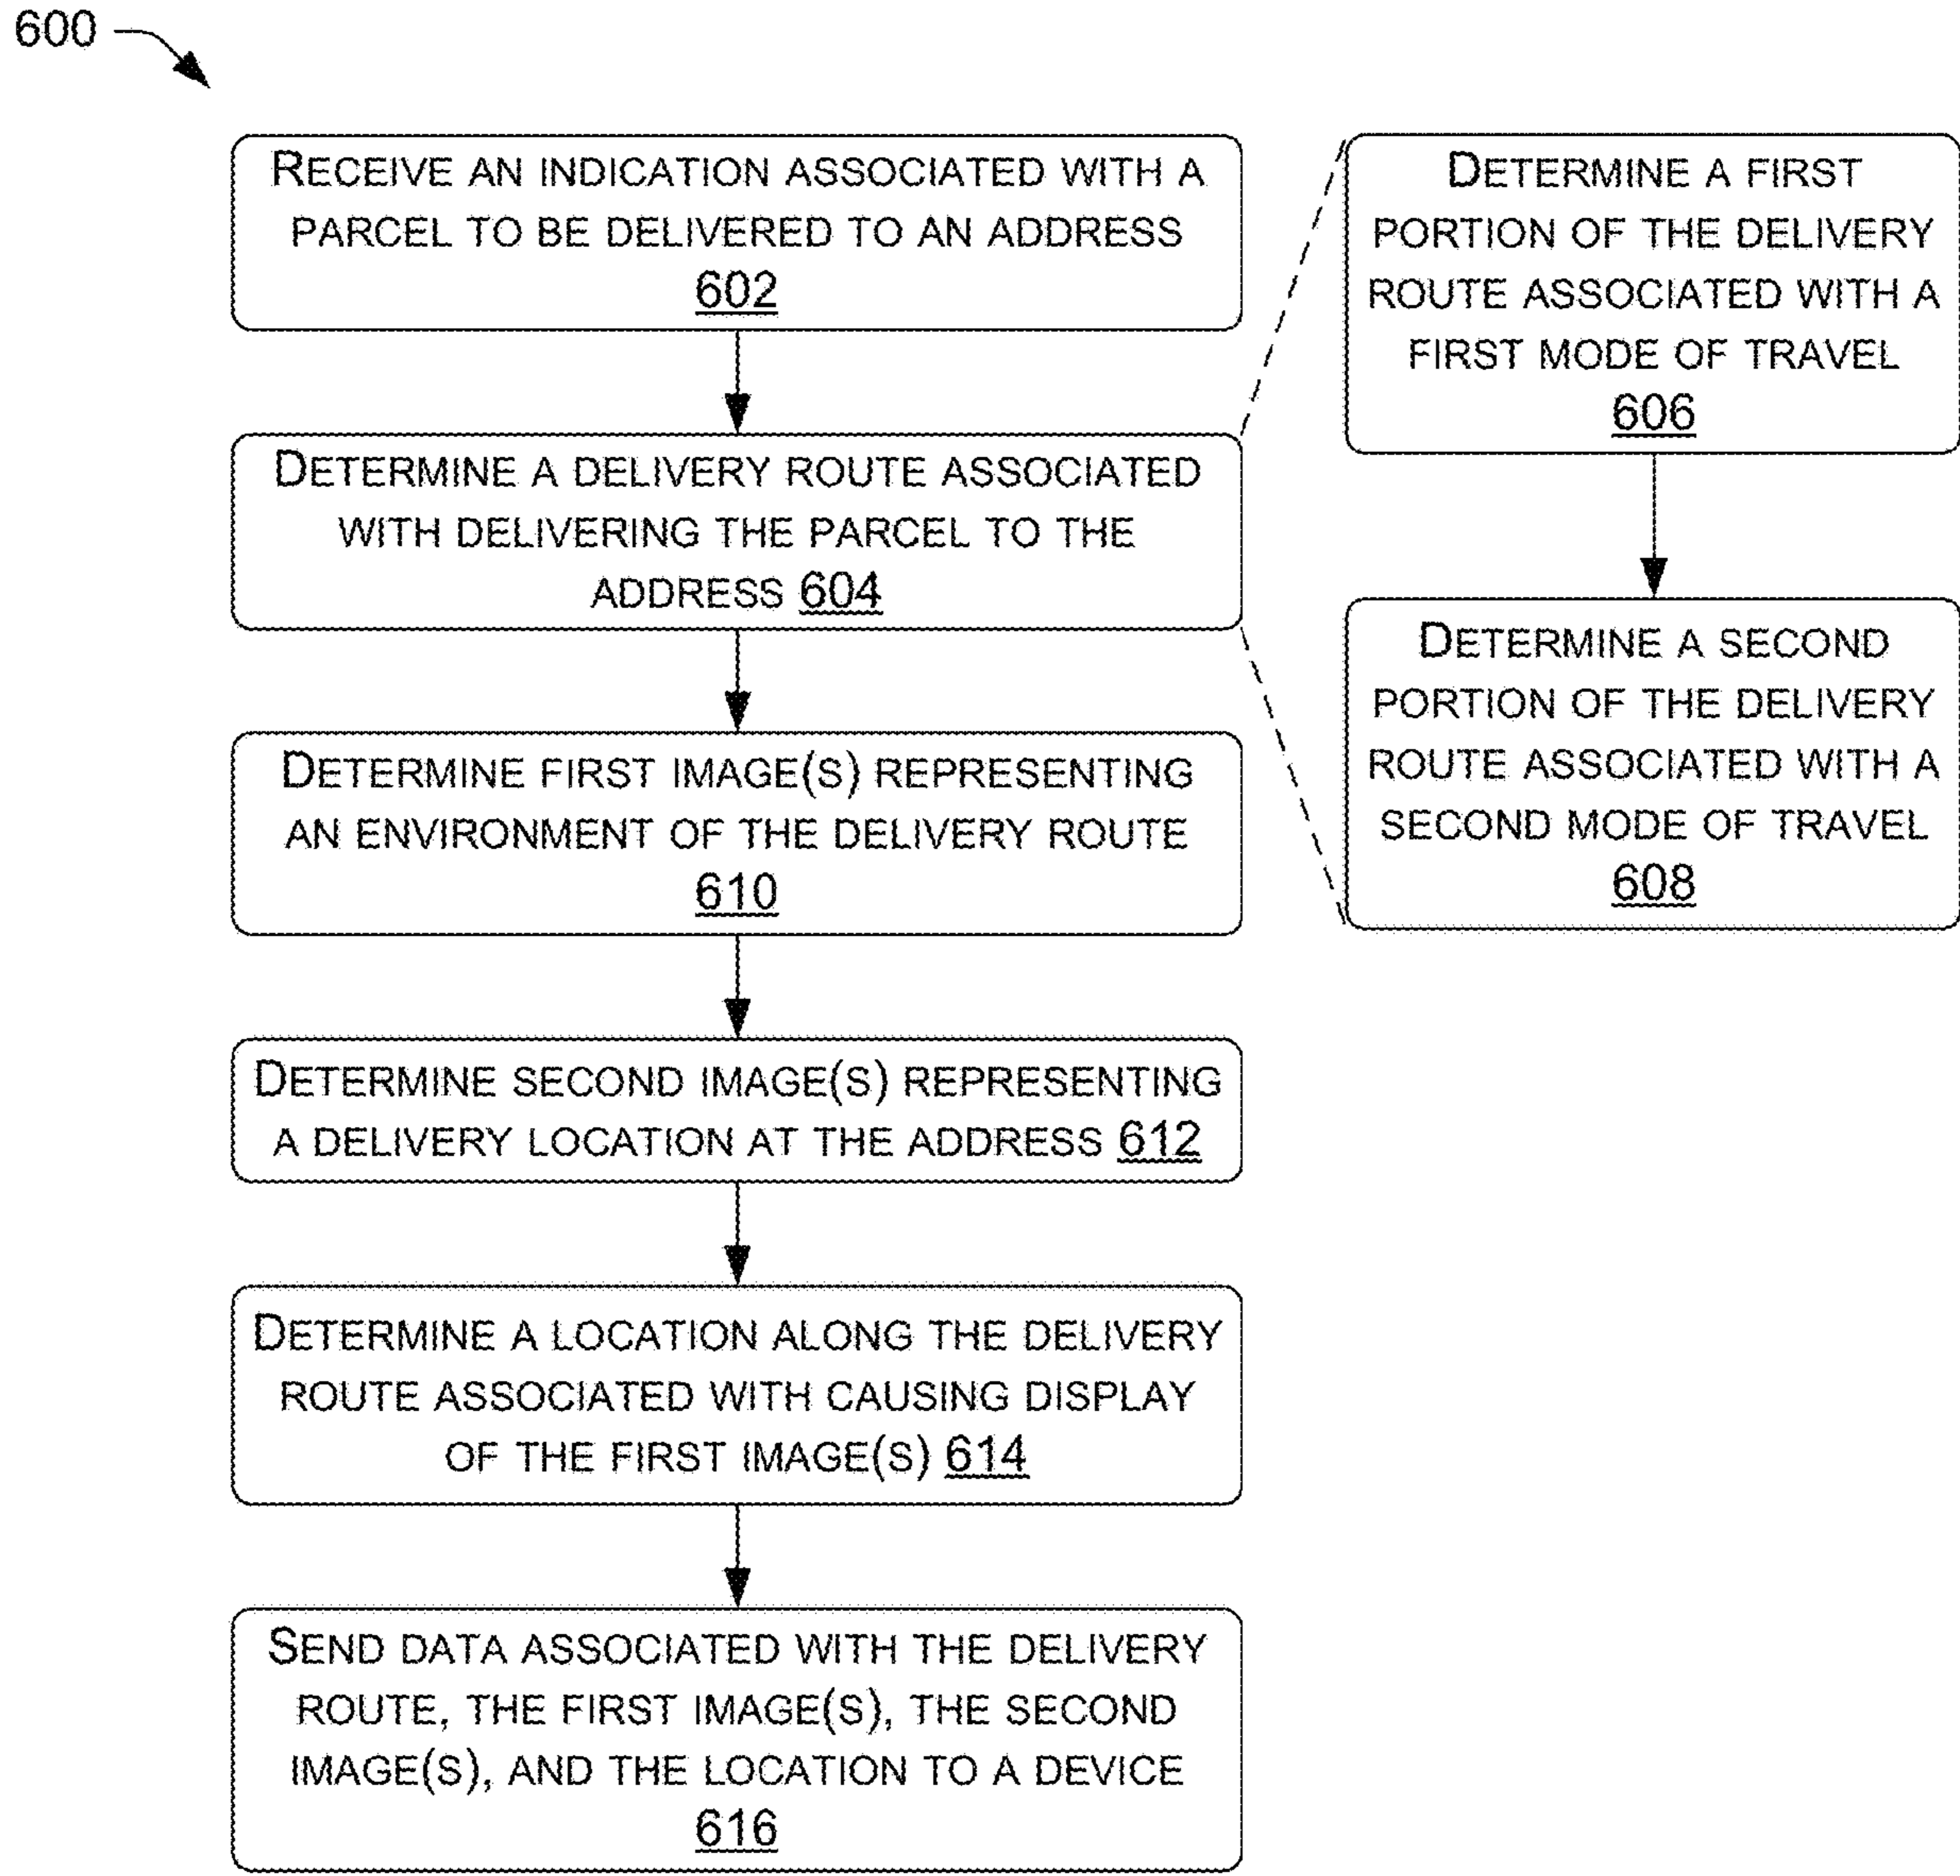 600
RECEIVE AN INDICATION ASSOCIATED WITH A
PARCEL TO BE DELIVERED TO AN ADDRESS
602
DETERMINE A DELIVERY ROUTE ASSOCIATED
WITH DELIVERING THE PARCEL TO THE
ADDRESS 604
DETERMINE A FIRST
PORTION OF THE DELIVERY
ROUTE ASSOCIATED WITH A
FIRST MODE OF TRAVEL
606
DETERMINE A SECOND
PORTION OF THE DELIVERY
ROUTE ASSOCIATED WITH A
SECOND MODE OF TRAVEL
608
DETERMINE FIRST IMAGE(S) REPRESENTING
AN ENVIRONMENT OF THE DELIVERY ROUTE
610
DETERMINE SECOND IMAGE(S) REPRESENTING
A DELIVERY LOCATION AT THE ADDRESS 612
DETERMINE A LOCATION ALONG THE DELIVERY
ROUTE ASSOCIATED WITH CAUSING DISPLAY
OF THE FIRST IMAGE(S) 614
SEND DATA ASSOCIATED WITH THE DELIVERY
ROUTE, THE FIRST IMAGE(S), THE SECOND
IMAGE(S), AND THE LOCATION TO A DEVICE
616